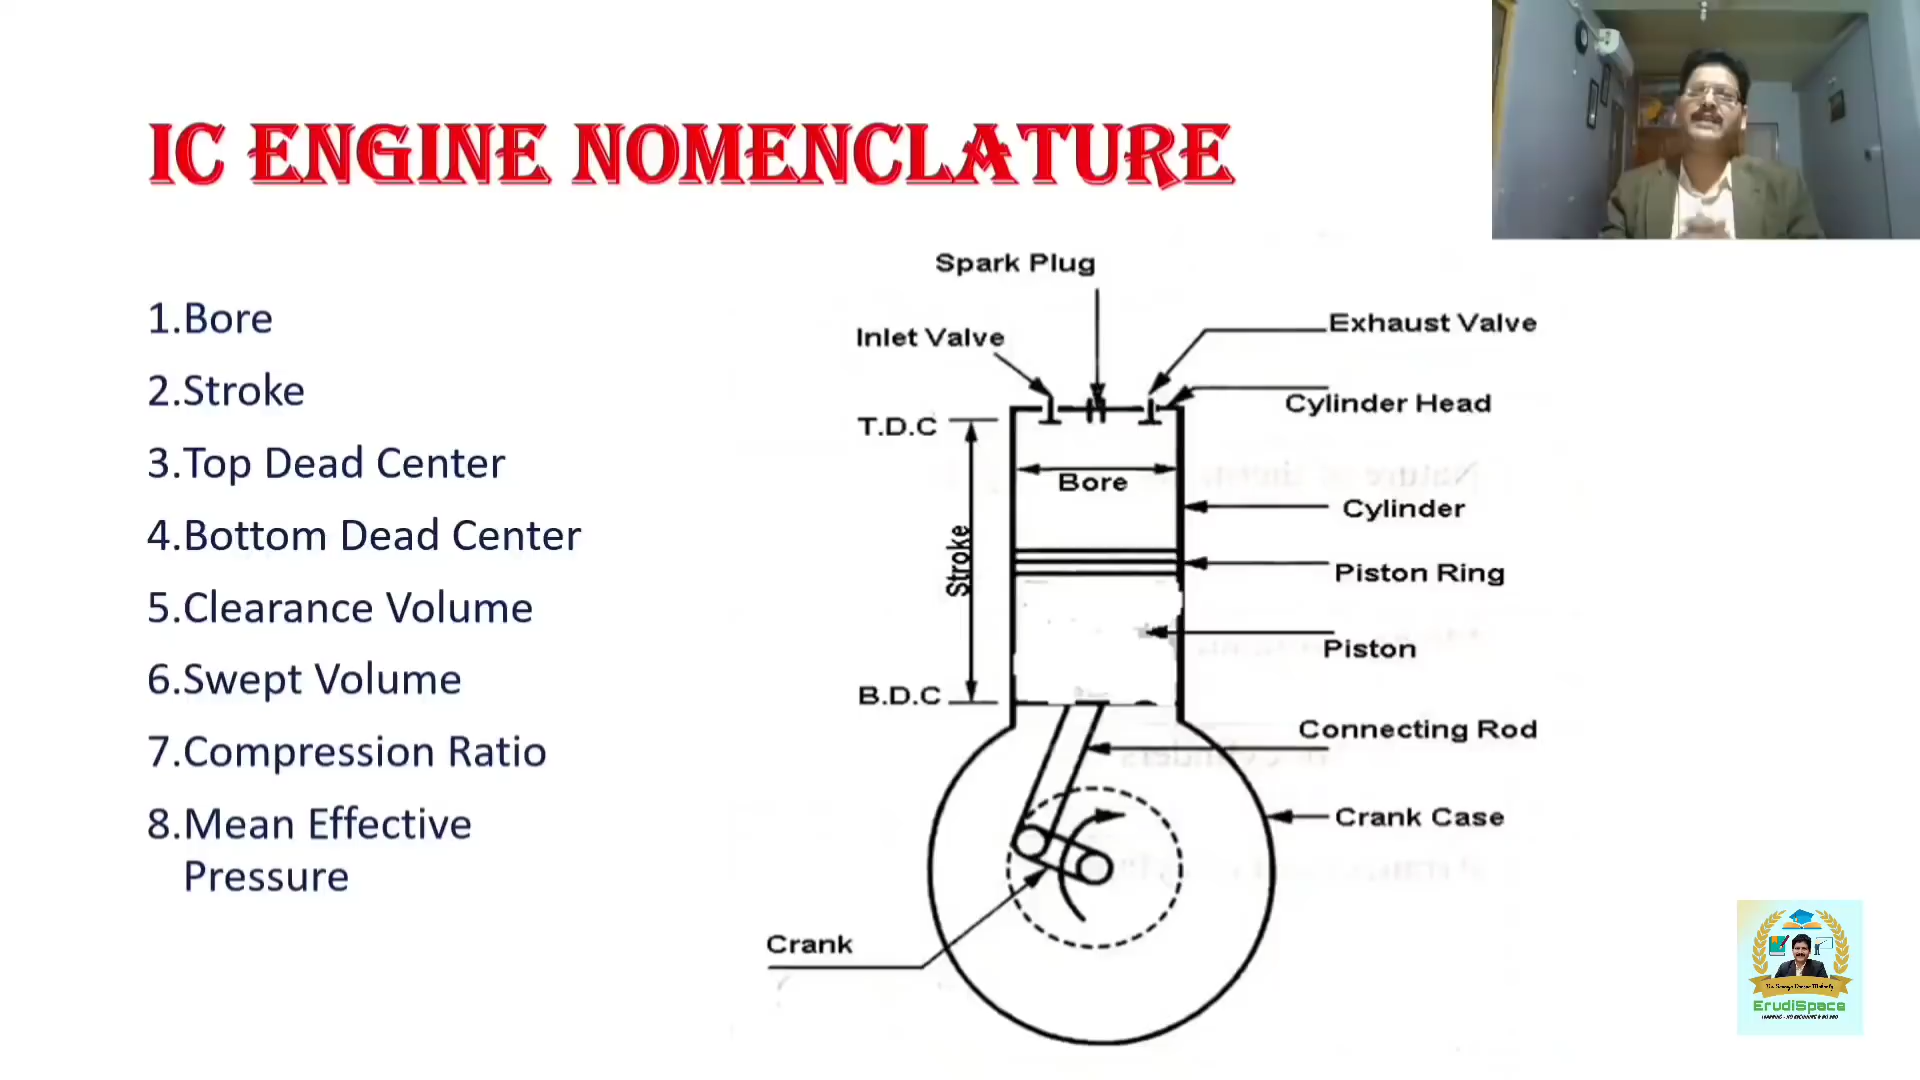 IC ENGINE NOMENCLATURE
1.Bore
2.Stroke
3.Top Dead Center
4.Bottom Dead Center
5.Clearance Volume
6.Swept Volume
7.Compression Ratio
8.Mean Effective
Pressure
Spark Plug
Inlet Valve
Exhaust Valve
Cylinder Head
T.D.C
Bore
Cylinder
Stroke
Piston Ring
Piston
B.D.C
Connecting Rod
Crank Case
Crank
ErudiSpace